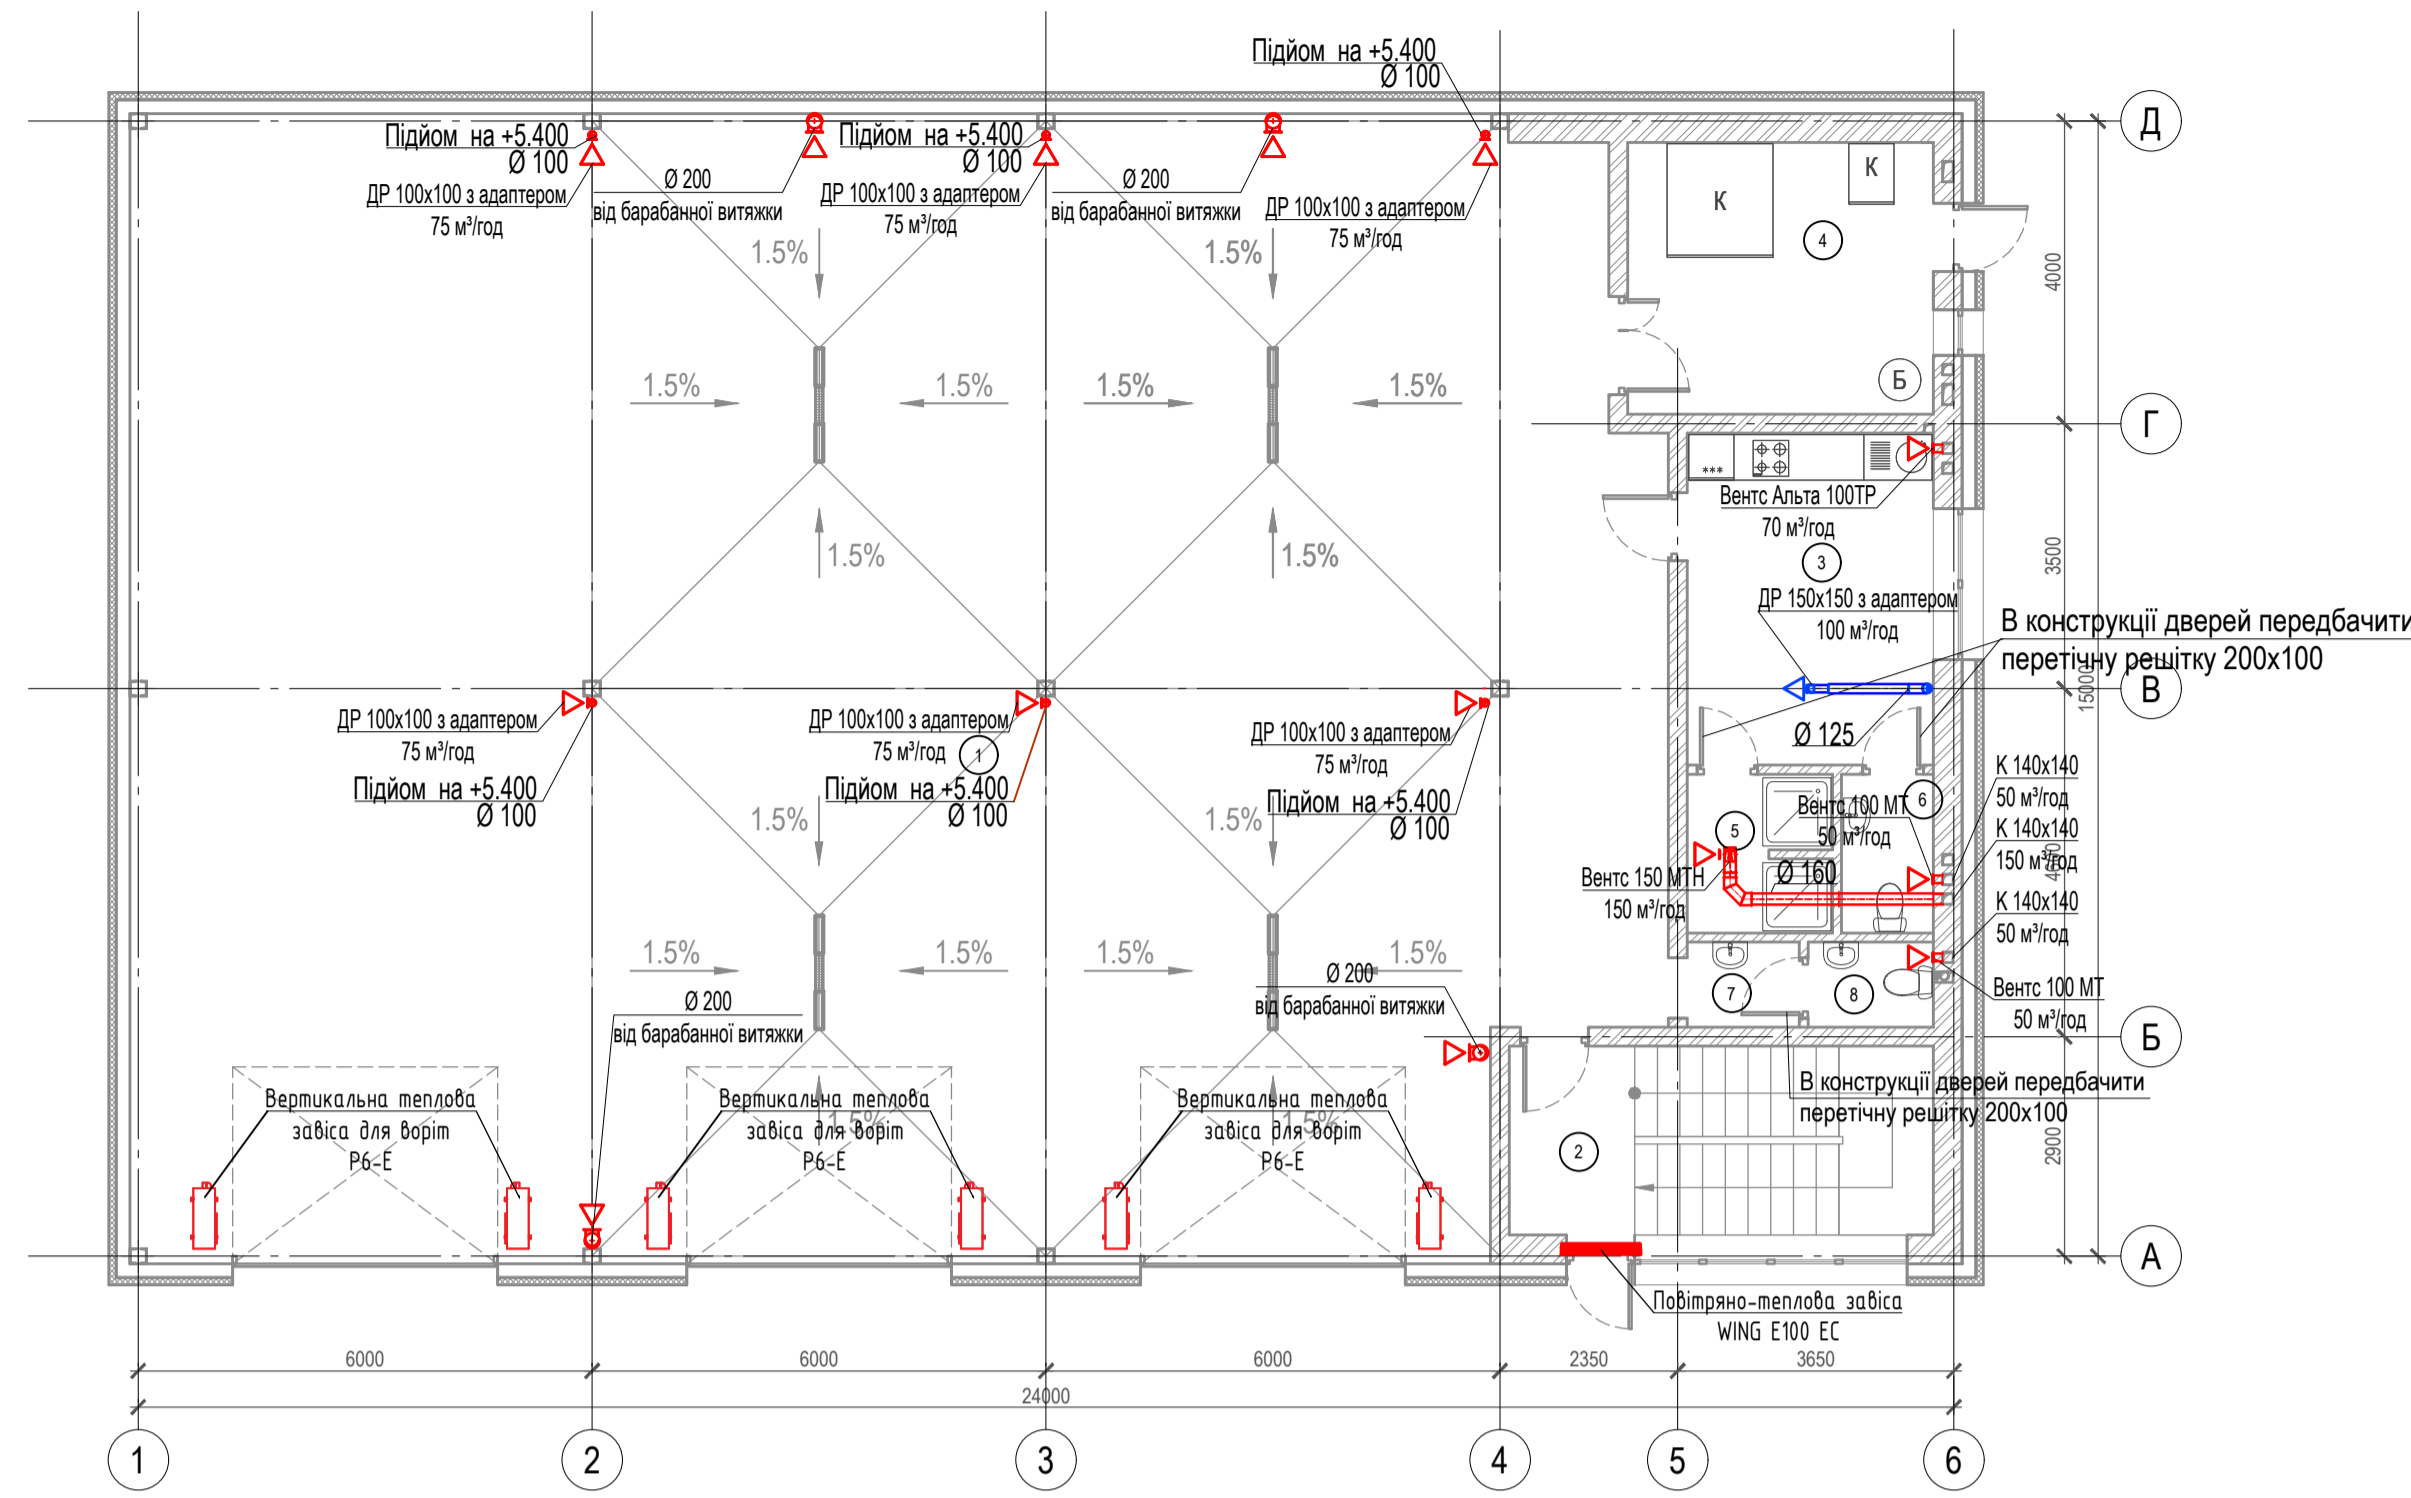 Підйом на +5.400
Ø 100
Підйом на +5.400
Ø 100
ДР 100х100 з адаптером
75 м³/год
Ø 200
від барабанної витяжки
Підйом на +5.400
Ø 100
ДР 100х100 з адаптером
75 м³/год
Ø 200
від барабанної витяжки
ДР 100х100 з адаптером
75 м³/год
1.5%
1.5%
К
К
4
Д
4000
1.5%
1.5%
1.5%
1.5%
Б
Г
1.5%
1.5%
***
Вентс Альта 100ТР
70 м³/год
3
3500
ДР 150х150 з адаптером
100 м³/год
В конструкції дверей передбачити
перетічну решітку 200х100
15000
В
ДР 100х100 з адаптером
75 м³/год
Підйом на +5.400
Ø 100
ДР 100х100 з адаптером
75 м³/год
1
Підйом на +5.400
Ø 100
ДР 100х100 з адаптером
75 м³/год
Підйом на +5.400
Ø 100
Ø 125
1.5%
1.5%
К 140х140
50 м³/год
К 140х140
150 м³/год
К 140х140
50 м³/год
Вентс 100 МТ
50 м³/год
6
5
Ø 160
Вентс 150 МТН
150 м³/год
1.5%
1.5%
1.5%
1.5%
7
8
Вентс 100 МТ
50 м³/год
Ø 200
від барабанної витяжки
Ø 200
від барабанної витяжки
Б
В конструкції дверей передбачити
перетічну решітку 200х100
2900
2
Вертикальна теплова
завіса для воріт
Р6-Е
Вертикальна теплова
завіса для воріт
Р6-Е
1.5%
Вертикальна теплова
завіса для воріт
Р6-Е
1.5%
А
Повітряно-теплова завіса
WING E100 EC
6000
6000
6000
2350
3650
24000
1
2
3
4
5
6